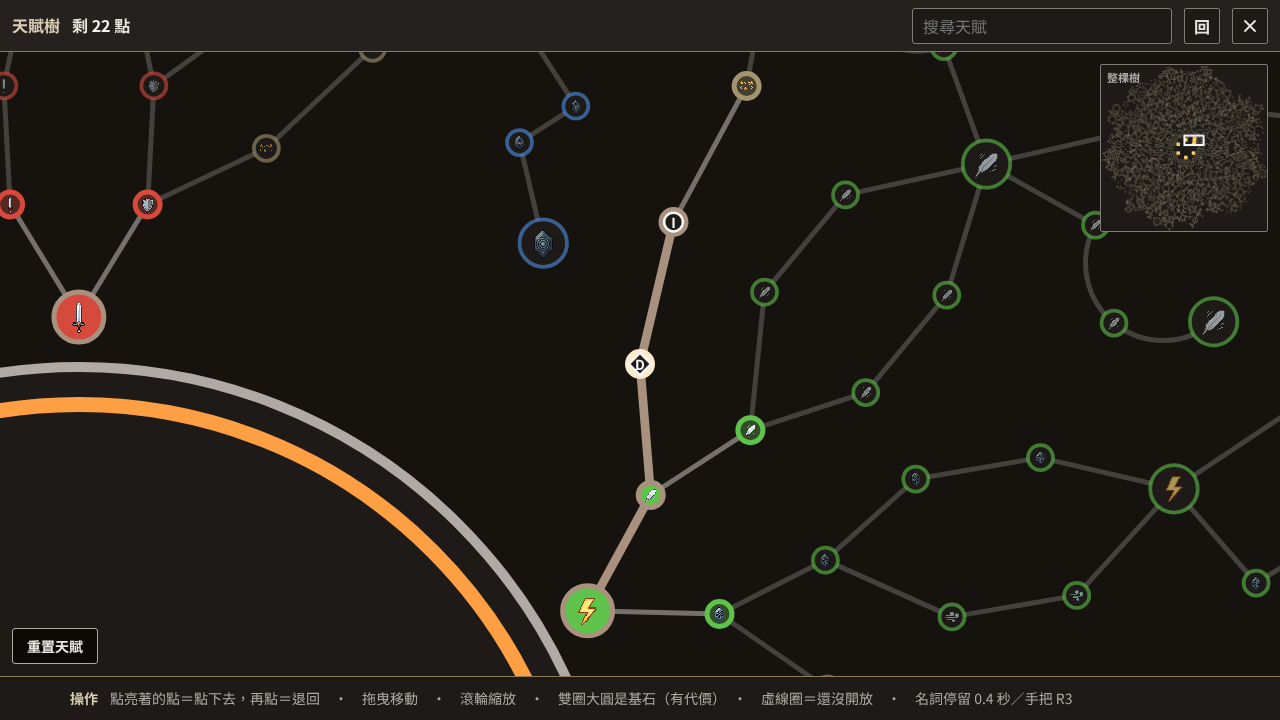 天賦樹 剩 22 點
搜尋天賦
回
整棵樹
I
D
重置天賦
操作 點亮著的點＝點下去，再點＝退回 • 拖曳移動 • 滾輪縮放 • 雙圈大圓是基石（有代價） • 虛線圈＝還沒開放 • 名詞停留 0.4 秒／手把 R3